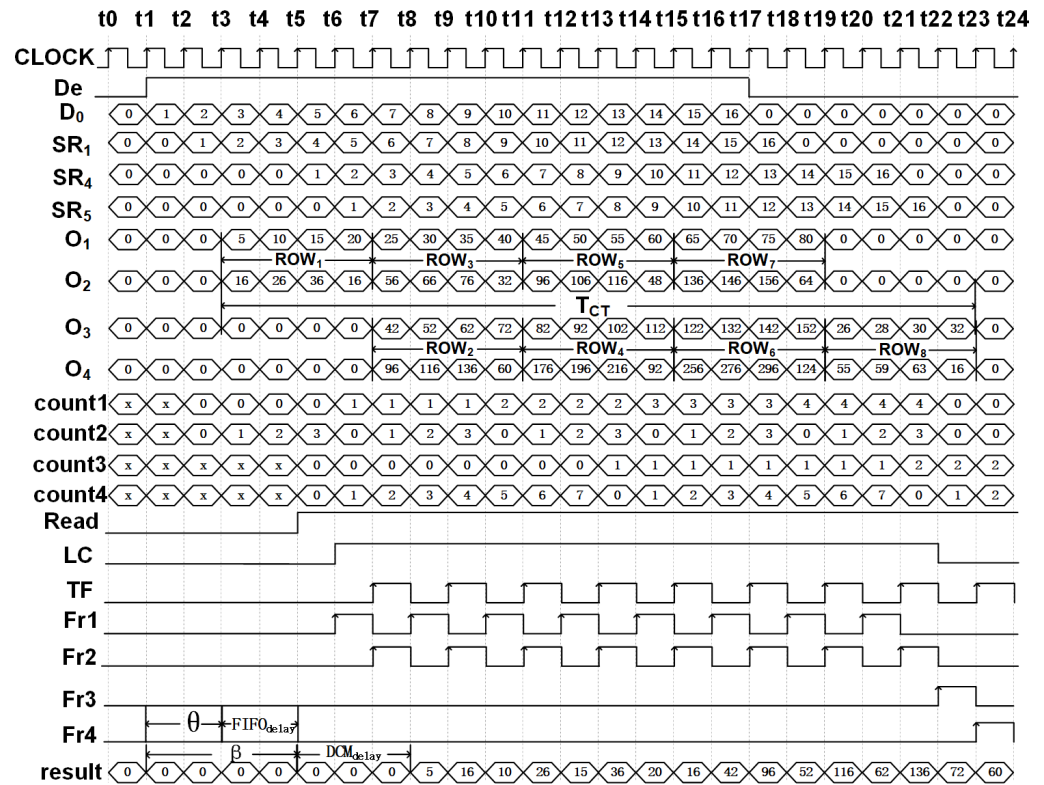 t0 t1 t2 t3 t4 t5 t6 t7 t8 t9 t10 t11 t12 t13 t14 t15 t16 t17 t18 t19 t20 t21 t22 t23 t24
CLOCK
De
D0 0 1 2 3 4 5 6 7 8 9 10 11 12 13 14 15 16 0 0 0 0 0 0 0
SR1 0 0 1 2 3 4 5 6 7 8 9 10 11 12 13 14 15 16 0 0 0 0 0 0
SR4 0 0 0 0 0 1 2 3 4 5 6 7 8 9 10 11 12 13 14 15 16 0 0 0
SR5 0 0 0 0 0 0 1 2 3 4 5 6 7 8 9 10 11 12 13 14 15 16 0 0
O1 0 0 0 5 10 15 20 25 30 35 40 45 50 55 60 65 70 75 80 0 0 0 0 0
ROW1 ROW3 ROW5 ROW7
O2 0 0 0 16 26 36 16 56 66 76 32 96 106 116 48 136 146 156 64 0 0 0 0 0
TCT
O3 0 0 0 0 0 0 0 42 52 62 72 82 92 102 112 122 132 142 152 26 28 30 32 0
ROW2 ROW4 ROW6 ROW8
O4 0 0 0 0 0 0 0 96 116 136 60 176 196 216 92 256 276 296 124 55 59 63 16 0
count1 x x 0 0 0 0 1 1 1 1 2 2 2 2 3 3 3 3 4 4 4 4 0 0
count2 x x 0 1 2 3 0 1 2 3 0 1 2 3 0 1 2 3 0 1 2 3 0 0
count3 x x x x x 0 0 0 0 0 0 0 0 1 1 1 1 1 1 1 1 2 2 2
count4 x x x x x 0 1 2 3 4 5 6 7 0 1 2 3 4 5 6 7 0 1 2
Read
LC
TF
Fr1
Fr2
Fr3
θ FIFOdelay
Fr4
β DCMdelay
result 0 0 0 0 0 0 0 0 5 16 10 26 15 36 20 16 42 96 52 116 62 136 72 60